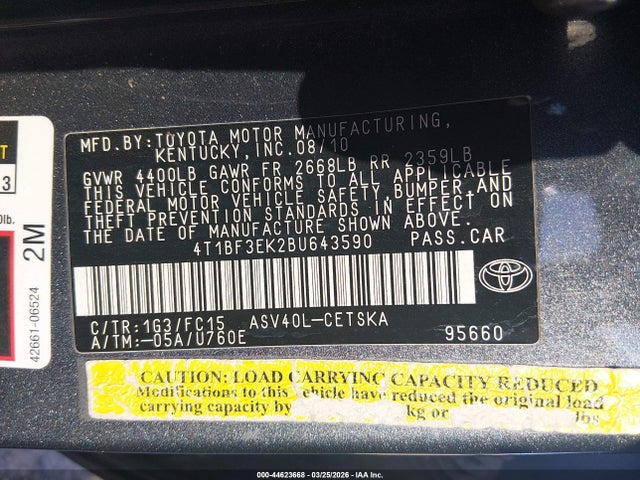 MFD.BY:TOYOTA MOTOR MANUFACTURING,
KENTUCKY,INC.08/10
GVWR 4400LB GAWR FR 2668LB RR 2359LB
THIS VEHICLE CONFORMS TO ALL APPLICABLE
FEDERAL MOTOR VEHICLE SAFETY,BUMPER,AND
THEFT PREVENTION STANDARDS IN EFFECT ON
THE DATE OF MANUFACTURE SHOWN ABOVE.
4T1BF3EK2BU643590 PASS.CAR
C/TR:1G3/FC15 ASV40L-CETSKA
A/TM:-05A/U760E 95660
TOYOTA
3
lb.
2M
42661-06524
CAUTION: LOAD CARRYING CAPACITY REDUCED
Modifications to this vehicle have reduced the original load
carrying capacity by kg or lbs
000-44623668 | 03/25/2026 | IAA Inc.